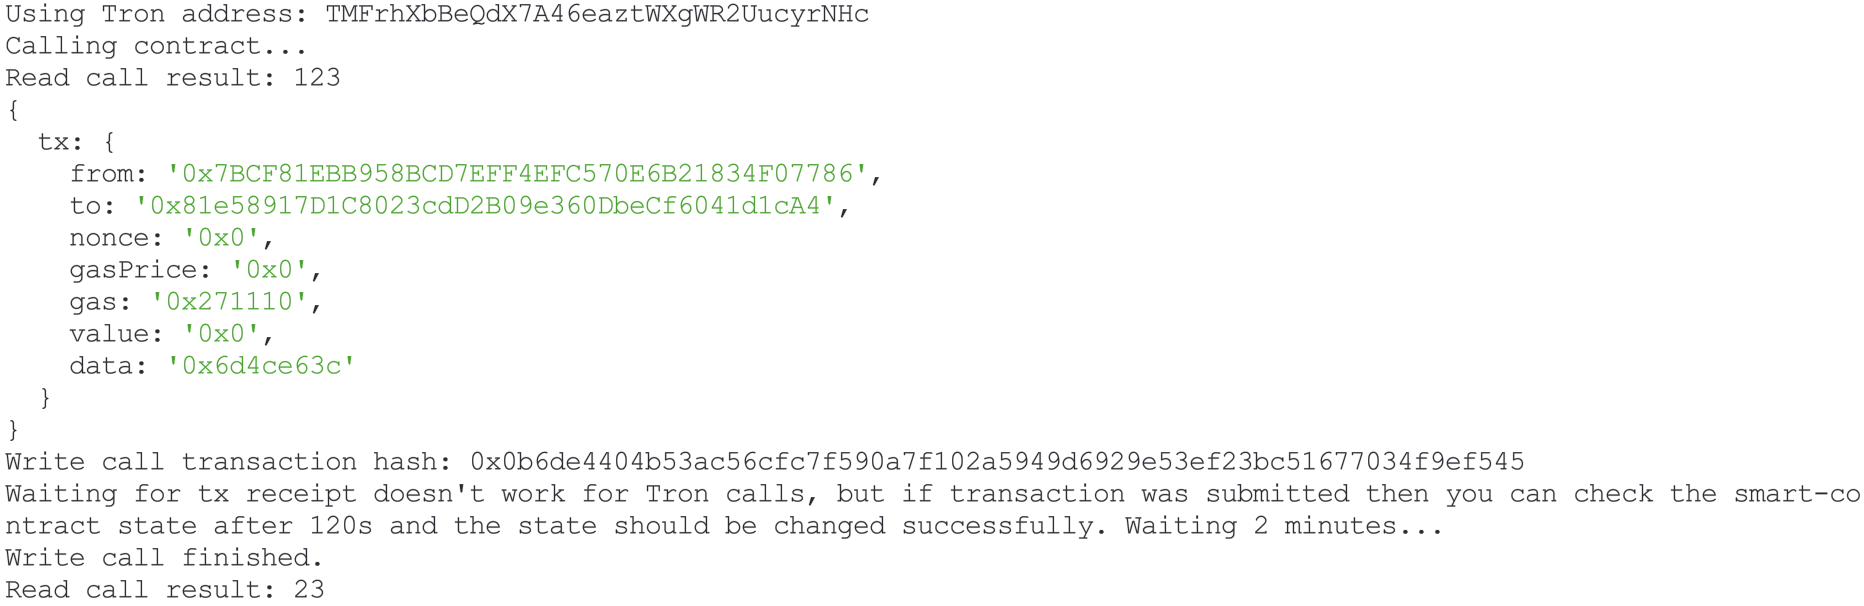 Using Tron address: TMFrhXbBeQdX7A46eaztWXgWR2UucyrNHc
Calling contract...
Read call result: 123
{
  tx: {
    from: '0x7BCF81EBB958BCD7EFF4EFC570E6B21834F07786',
    to: '0x81e58917D1C8023cdD2B09e360DbeCf6041d1cA4',
    nonce: '0x0',
    gasPrice: '0x0',
    gas: '0x271110',
    value: '0x0',
    data: '0x6d4ce63c'
  }
}
Write call transaction hash: 0x0b6de4404b53ac56cfc7f590a7f102a5949d6929e53ef23bc51677034f9ef545
Waiting for tx receipt doesn't work for Tron calls, but if transaction was submitted then you can check the smart-co
ntract state after 120s and the state should be changed successfully. Waiting 2 minutes...
Write call finished.
Read call result: 23